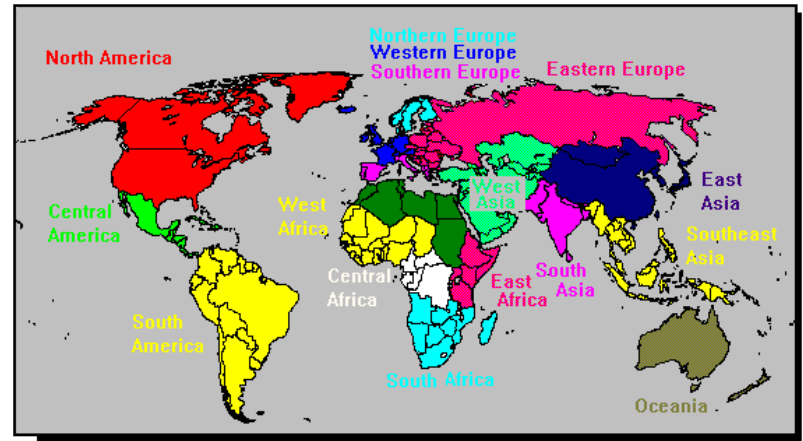 Northern Europe
Western Europe
North America
Southern Europe
Eastern Europe
West
Asia
East
Asia
Central
America
West
Africa
Southeast
Asia
Central
Africa
East
Africa
South
Asia
South
America
South Africa
Oceania